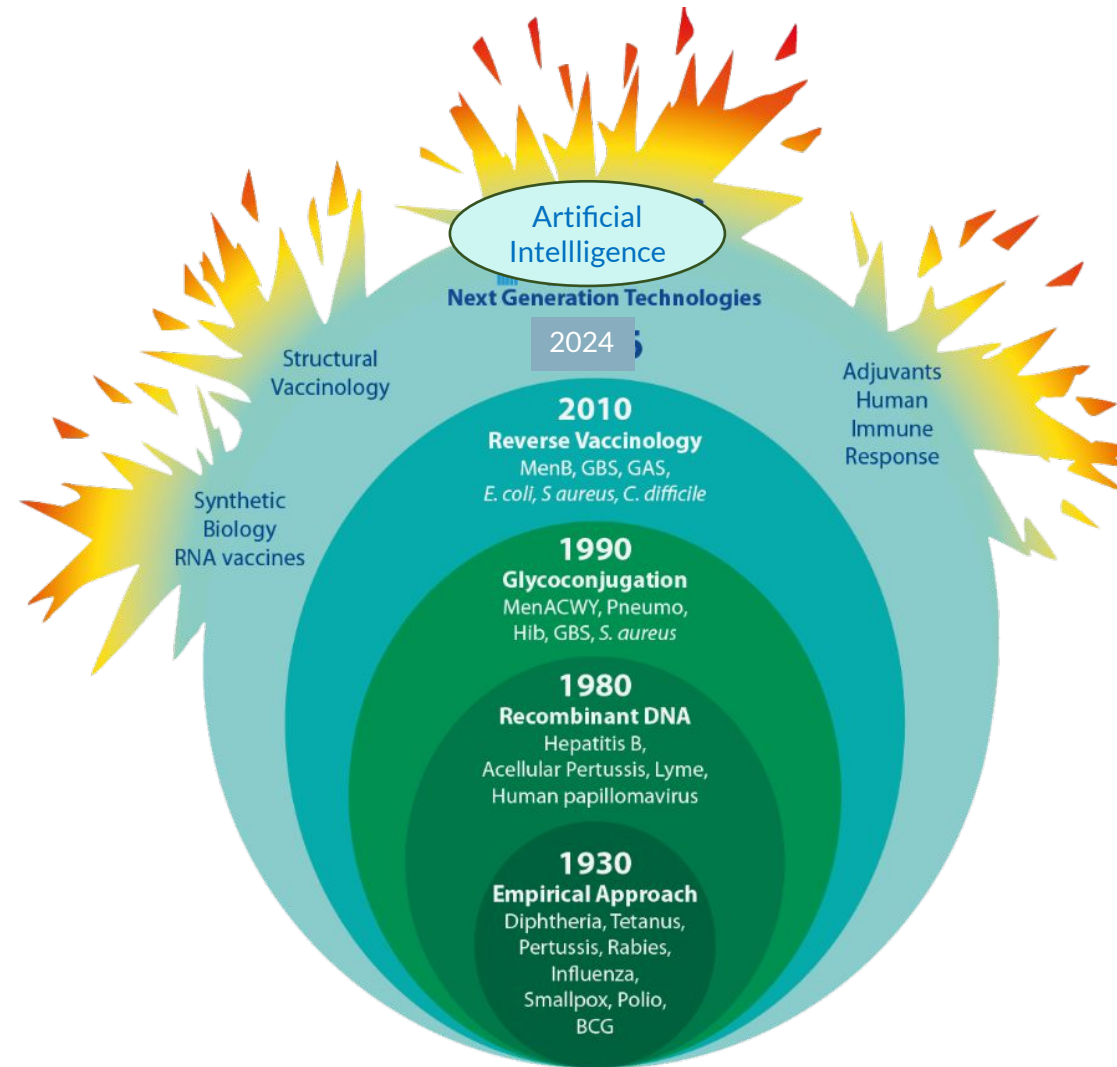 Artificial
Intellligence
Next Generation Technologies
2024
Structural
Vaccinology
Adjuvants
Human
Immune
Response
Synthetic
Biology
RNA vaccines
2010
Reverse Vaccinology
MenB, GBS, GAS,
E. coli, S aureus, C. difficile
1990
Glycoconjugation
MenACWY, Pneumo,
Hib, GBS, S. aureus
1980
Recombinant DNA
Hepatitis B,
Acellular Pertussis, Lyme,
Human papillomavirus
1930
Empirical Approach
Diphtheria, Tetanus,
Pertussis, Rabies,
Influenza,
Smallpox, Polio,
BCG